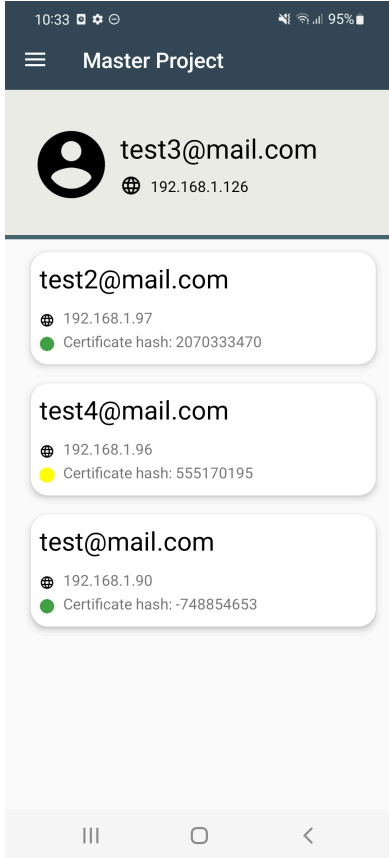 10:33 95%
Master Project
test3@mail.com
192.168.1.126
test2@mail.com
192.168.1.97
Certificate hash: 2070333470
test4@mail.com
192.168.1.96
Certificate hash: 555170195
test@mail.com
192.168.1.90
Certificate hash: -748854653